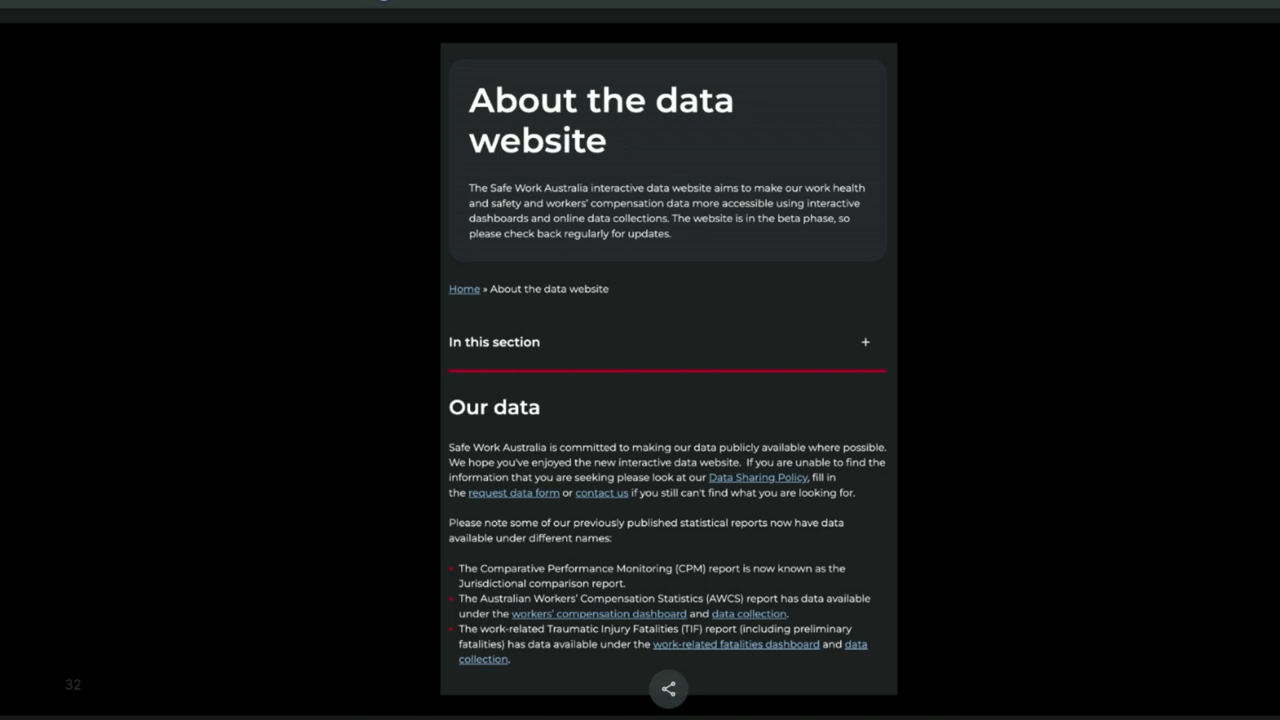 About the data
website
The Safe Work Australia interactive data website aims to make our work health
and safety and workers' compensation data more accessible using interactive
dashboards and online data collections. The website is in the beta phase, so
please check back regularly for updates.
Home » About the data website
In this section +
Our data
Safe Work Australia is committed to making our data publicly available where possible.
We hope you've enjoyed the new interactive data website. If you are unable to find the
information that you are seeking please look at our Data Sharing Policy, fill in
the request data form or contact us if you still can't find what you are looking for.
Please note some of our previously published statistical reports now have data
available under different names:
The Comparative Performance Monitoring (CPM) report is now known as the
Jurisdictional comparison report.
The Australian Workers' Compensation Statistics (AWCS) report has data available
under the workers' compensation dashboard and data collection.
The work-related Traumatic Injury Fatalities (TIF) report (including preliminary
fatalities) has data available under the work-related fatalities dashboard and data
collection.
32